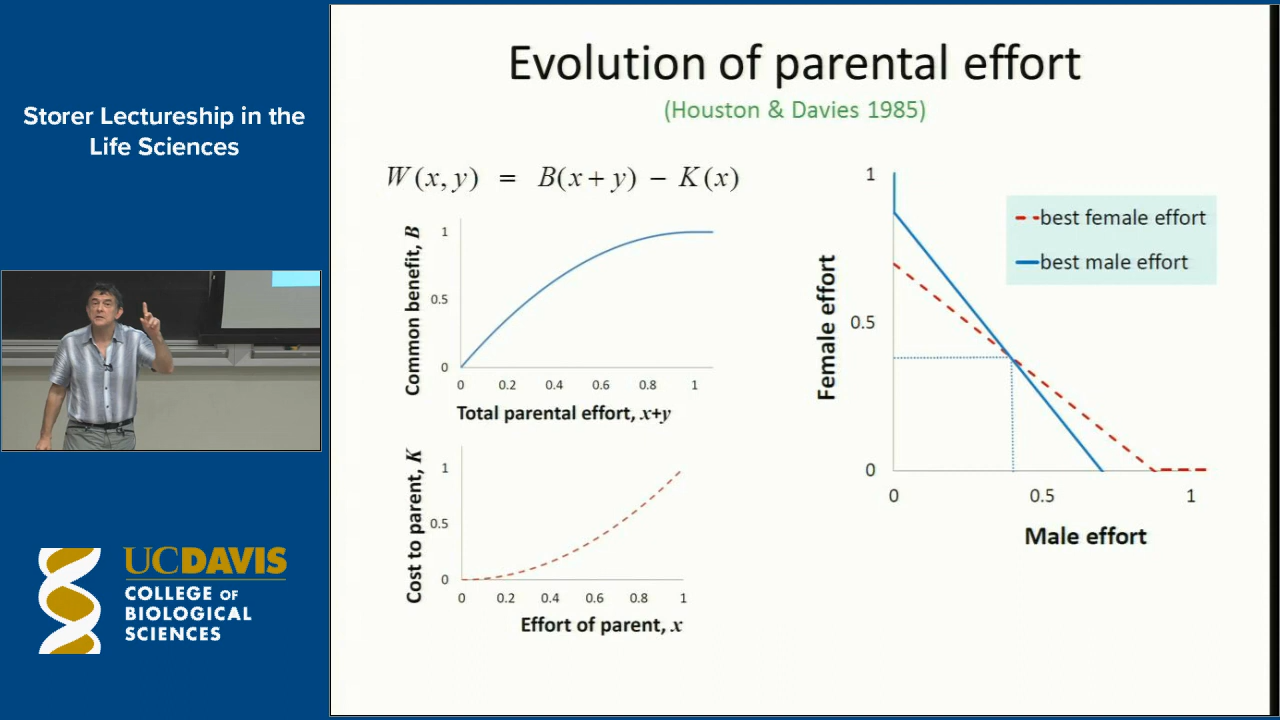 Storer Lectureship in the
Life Sciences
UCDAVIS
COLLEGE OF
BIOLOGICAL
SCIENCES
Evolution of parental effort
(Houston & Davies 1985)
W(x, y) = B(x + y) − K(x)
Common benefit, B
1
0.5
0
0 0.2 0.4 0.6 0.8 1
Total parental effort, x+y
Cost to parent, K
1
0.5
0
0 0.2 0.4 0.6 0.8 1
Effort of parent, x
Female effort
1
0.5
0
best female effort
best male effort
0 0.5 1
Male effort